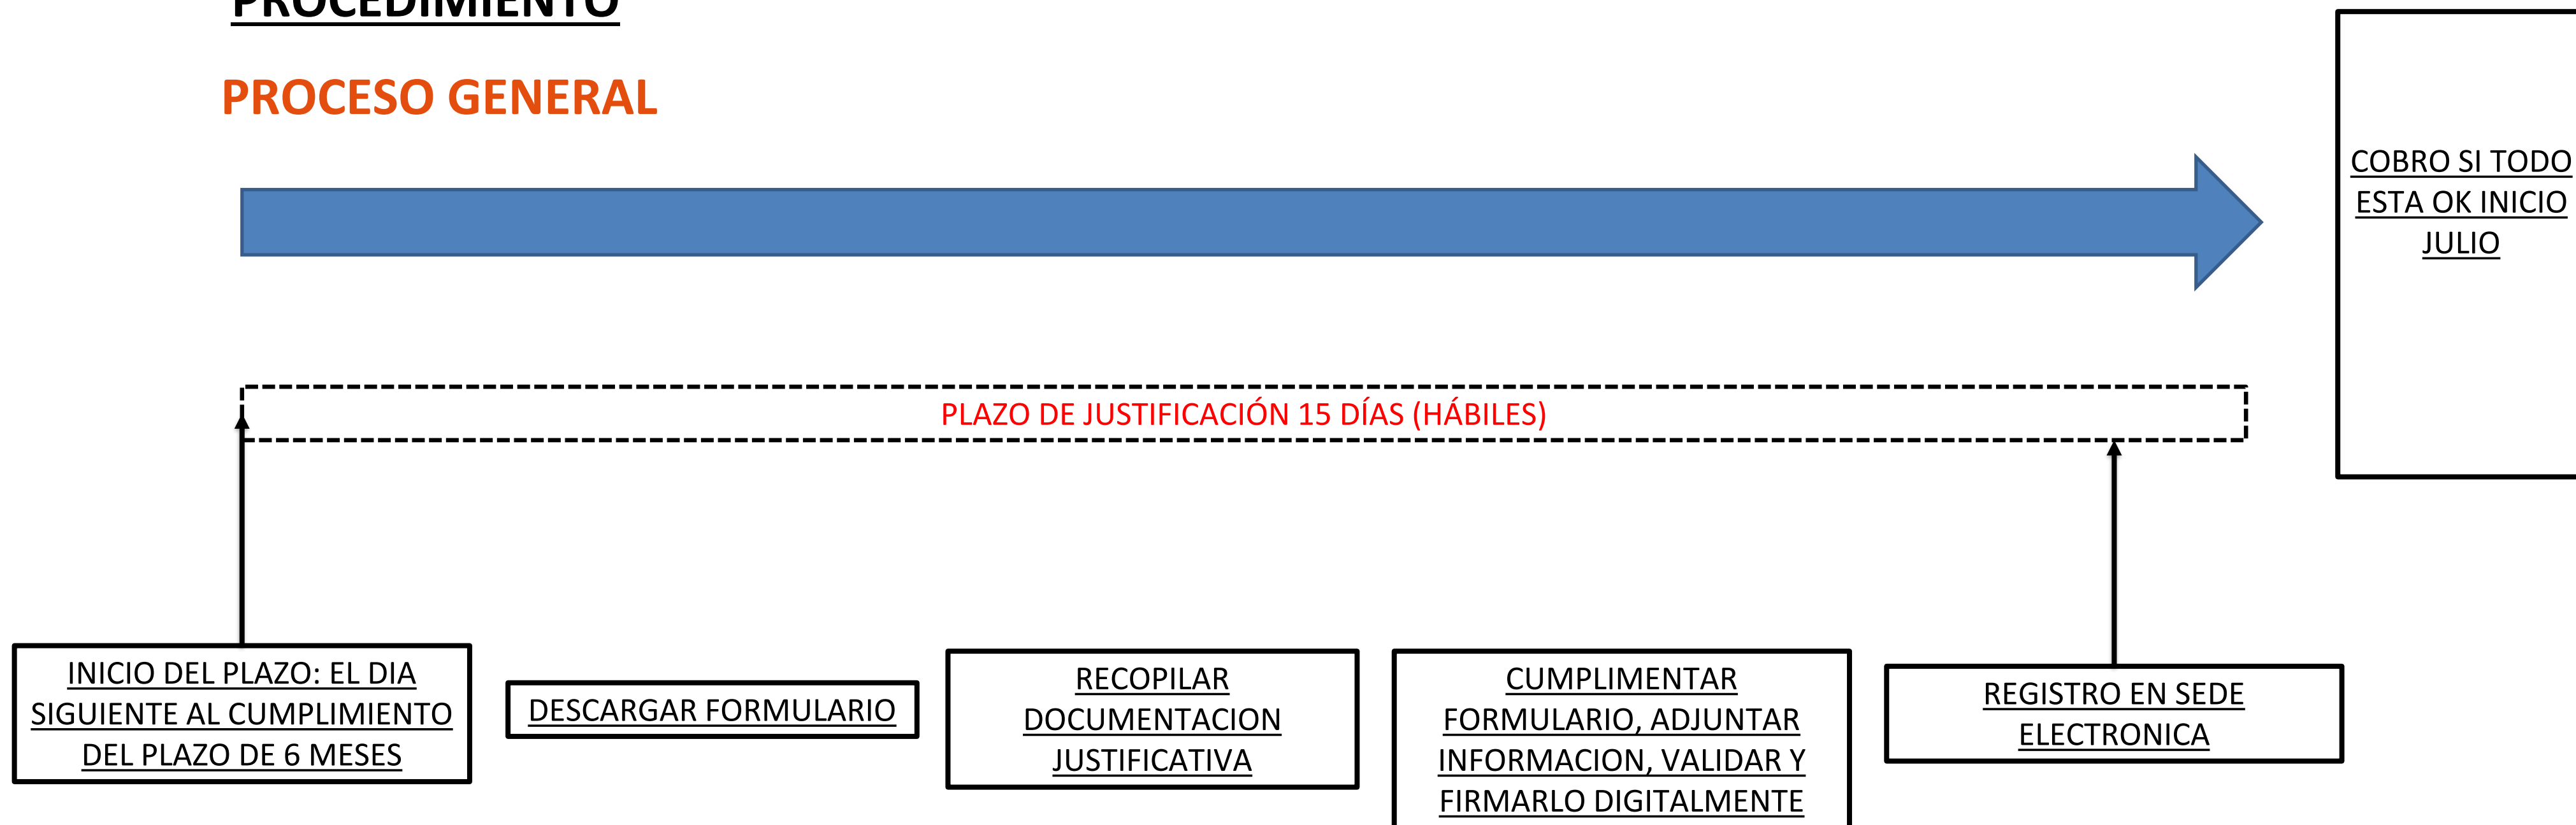 PROCEDIMIENTO
PROCESO GENERAL
COBRO SI TODO
ESTA OK INICIO
JULIO
PLAZO DE JUSTIFICACIÓN 15 DÍAS (HÁBILES)
INICIO DEL PLAZO: EL DIA
SIGUIENTE AL CUMPLIMIENTO
DEL PLAZO DE 6 MESES
DESCARGAR FORMULARIO
RECOPILAR
DOCUMENTACION
JUSTIFICATIVA
CUMPLIMENTAR
FORMULARIO, ADJUNTAR
INFORMACION, VALIDAR Y
FIRMARLO DIGITALMENTE
REGISTRO EN SEDE
ELECTRONICA